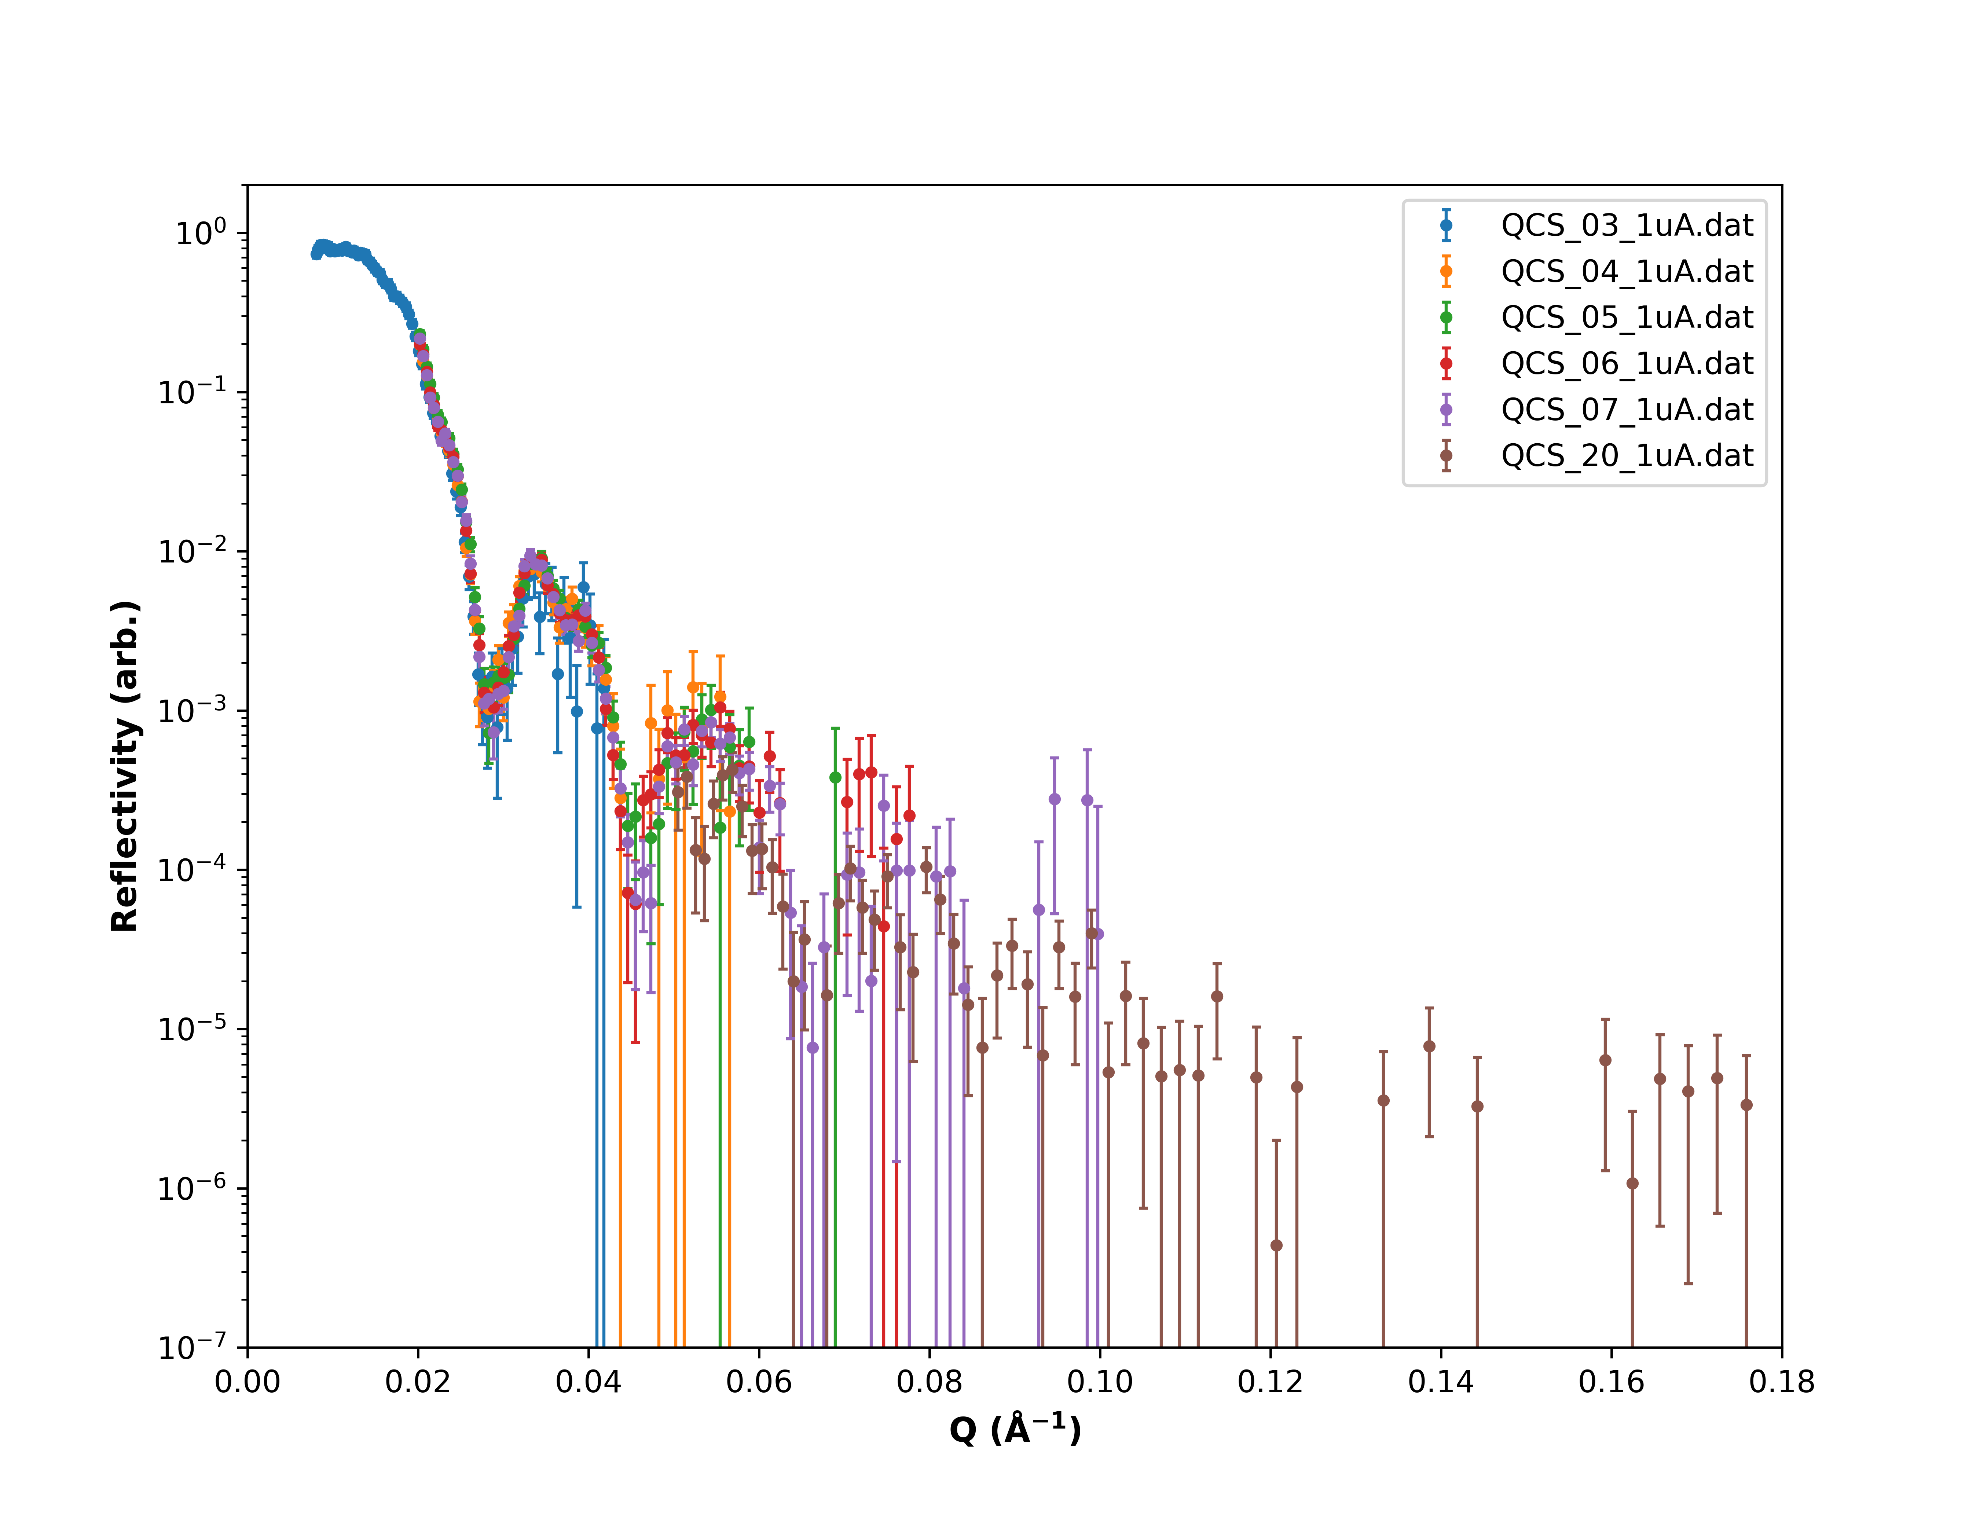 10⁰
10⁻¹
10⁻²
10⁻³
10⁻⁴
10⁻⁵
10⁻⁶
10⁻⁷
Reflectivity (arb.)
QCS_03_1uA.dat
QCS_04_1uA.dat
QCS_05_1uA.dat
QCS_06_1uA.dat
QCS_07_1uA.dat
QCS_20_1uA.dat
0.00 0.02 0.04 0.06 0.08 0.10 0.12 0.14 0.16 0.18
Q (Å⁻¹)